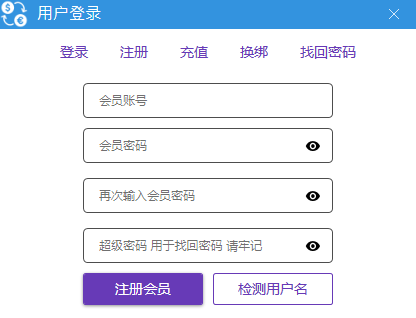 用户登录
登录 注册 充值 换绑 找回密码
会员账号
会员密码
再次输入会员密码
超级密码 用于找回密码 请牢记
注册会员 检测用户名